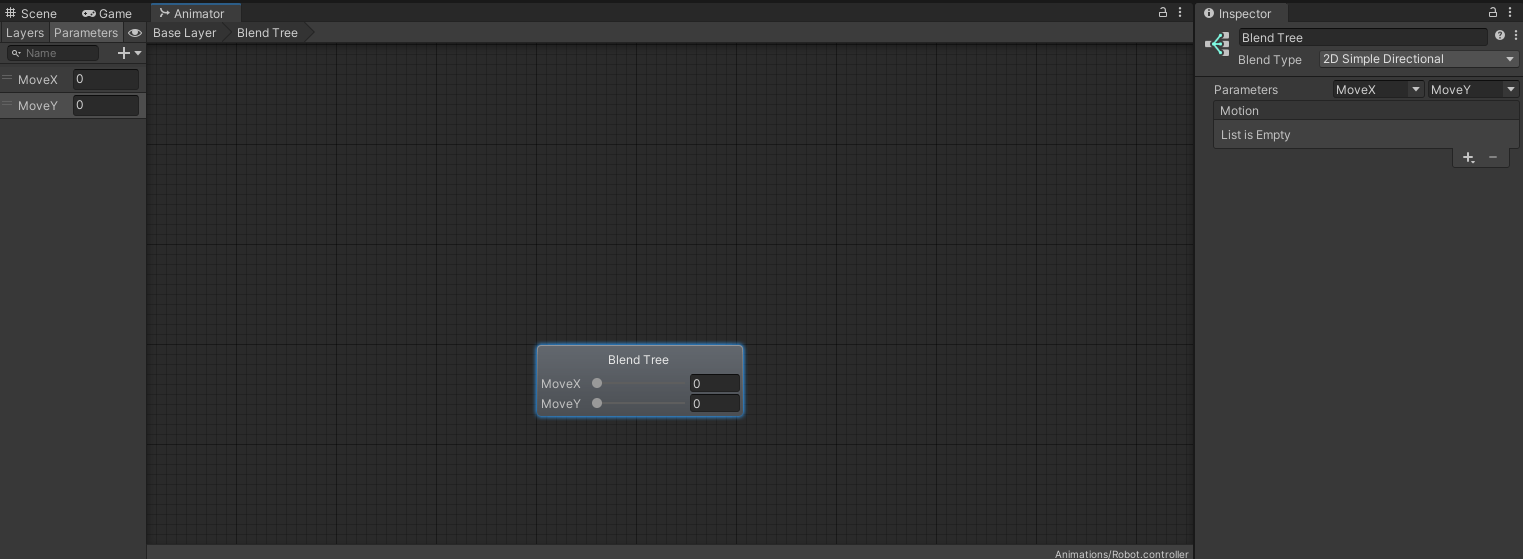 Scene Game Animator Inspector
Layers Parameters Base Layer Blend Tree
Name
MoveX 0
MoveY 0
Blend Tree
MoveX 0
MoveY 0
Animations/Robot.controller
Blend Tree
Blend Type 2D Simple Directional
Parameters MoveX MoveY
Motion
List is Empty